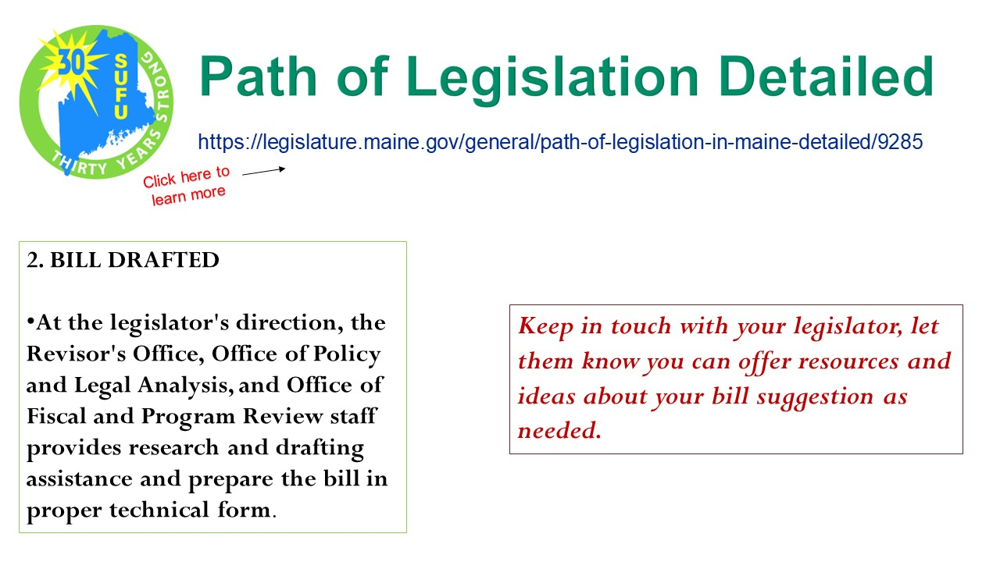 30
SUFU
THIRTY YEARS STRONG
Path of Legislation Detailed
https://legislature.maine.gov/general/path-of-legislation-in-maine-detailed/9285
Click here to
learn more
2. BILL DRAFTED
•At the legislator's direction, the
Revisor's Office, Office of Policy
and Legal Analysis, and Office of
Fiscal and Program Review staff
provides research and drafting
assistance and prepare the bill in
proper technical form.
Keep in touch with your legislator, let
them know you can offer resources and
ideas about your bill suggestion as
needed.